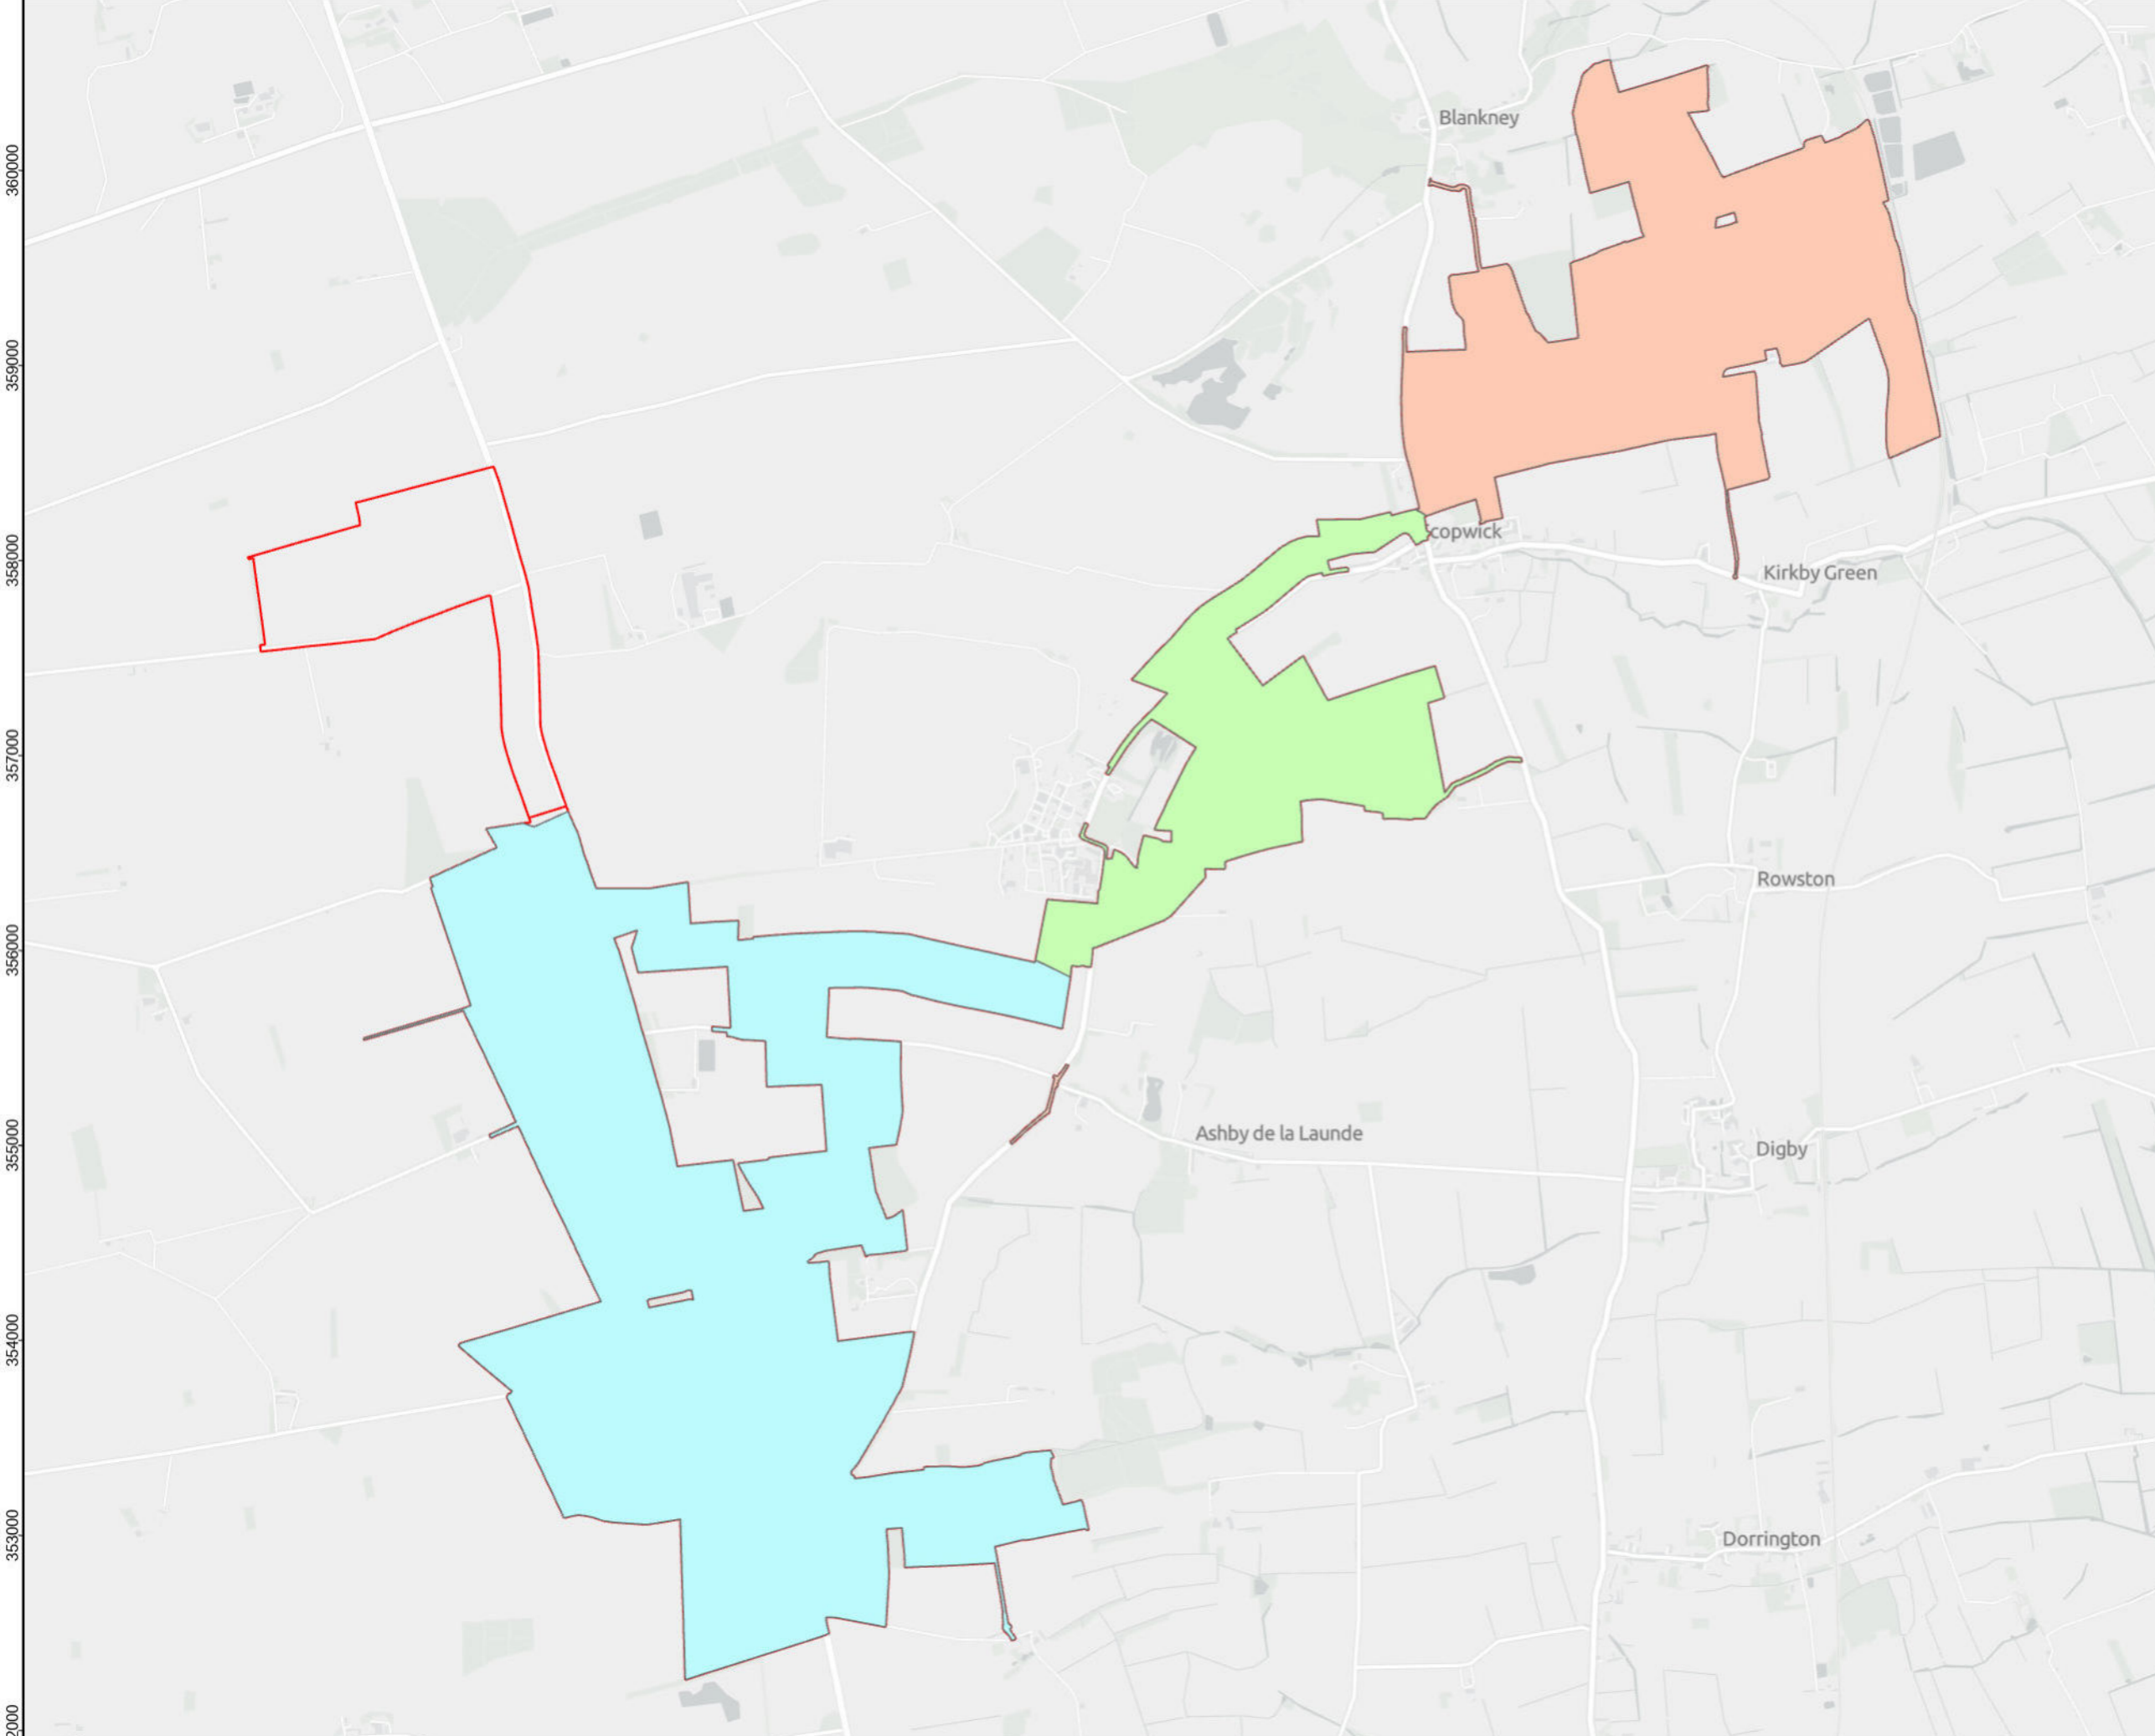 Blankney
360000
359000
copwick
358000
Kirkby Green
357000
Rowston
356000
Ashby de la Launde
355000
Digby
354000
353000
Dorrington
2000